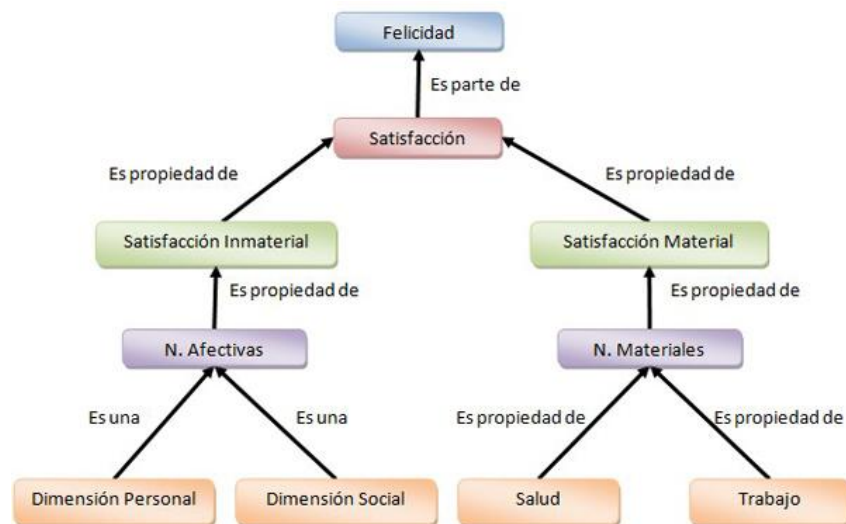 Felicidad
Es parte de
Satisfacción
Es propiedad de
Es propiedad de
Satisfacción Inmaterial
Satisfacción Material
Es propiedad de
Es propiedad de
N. Afectivas
N. Materiales
Es una
Es una
Es propiedad de
Es propiedad de
Dimensión Personal
Dimensión Social
Salud
Trabajo